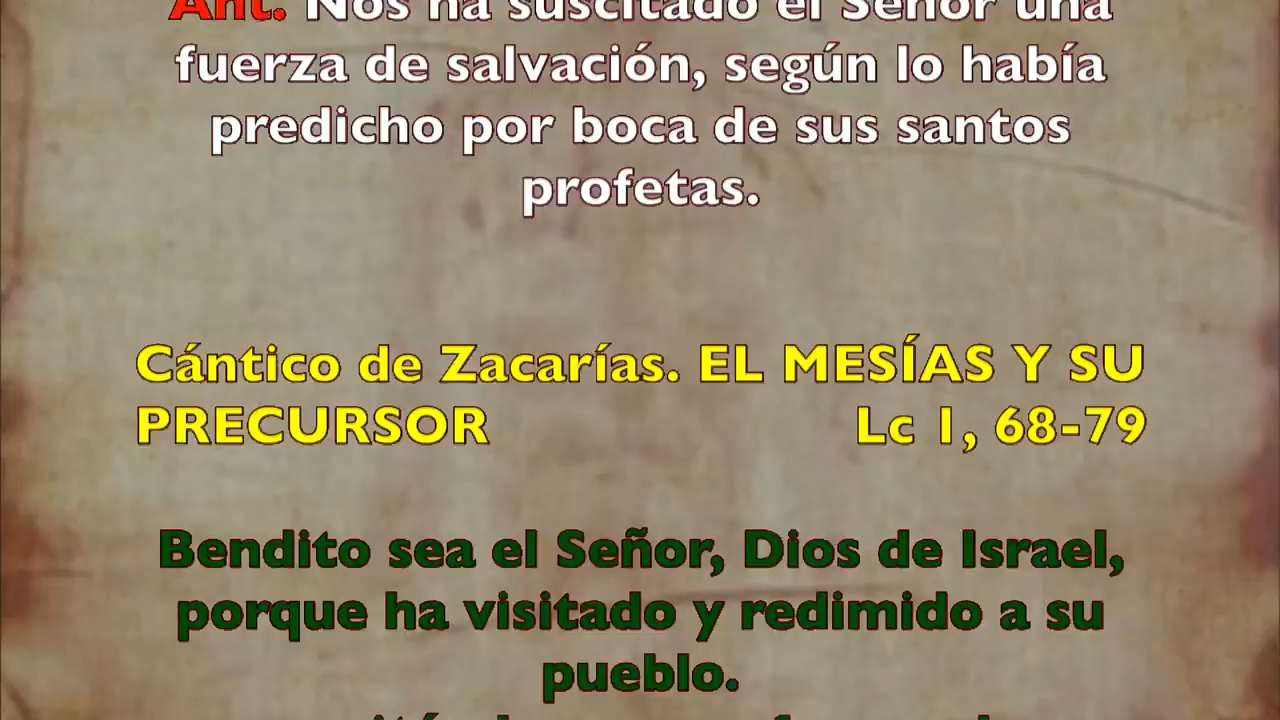 Ant. Nos ha suscitado el Señor una
fuerza de salvación, según lo había
predicho por boca de sus santos
profetas.
Cántico de Zacarías. EL MESÍAS Y SU
PRECURSOR Lc 1, 68-79
Bendito sea el Señor, Dios de Israel,
porque ha visitado y redimido a su
pueblo.